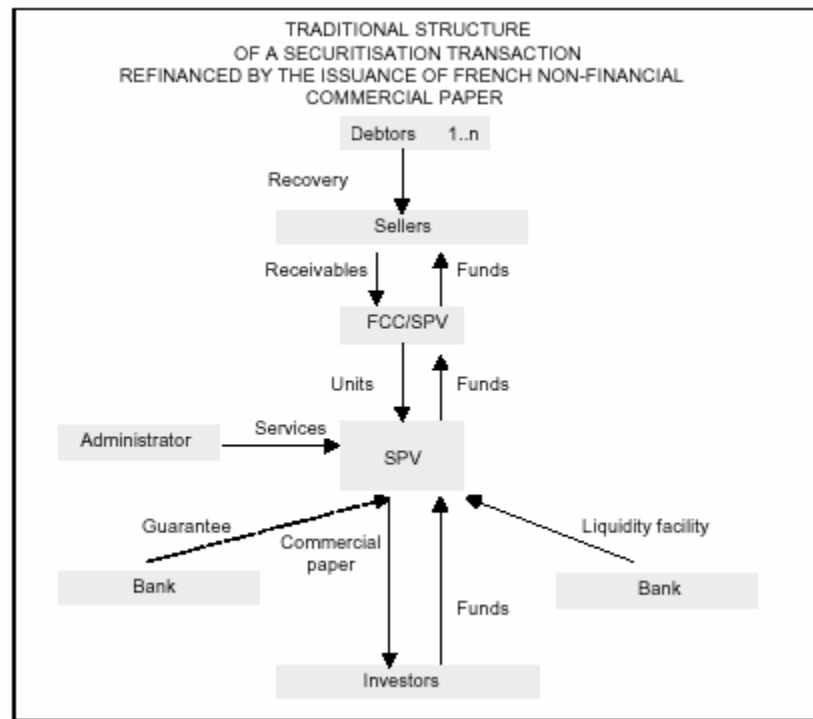 TRADITIONAL STRUCTURE
OF A SECURITISATION TRANSACTION
REFINANCED BY THE ISSUANCE OF FRENCH NON-FINANCIAL
COMMERCIAL PAPER
Debtors 1..n
Recovery
Sellers
Receivables Funds
FCC/SPV
Units Funds
Administrator Services
SPV
Guarantee Liquidity facility
Commercial
paper
Bank Bank
Funds
Investors